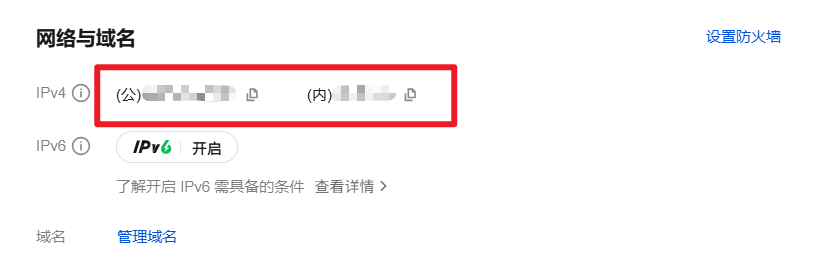 网络与域名 设置防火墙
IPv4 (公) (内)
IPv6 IPv6 开启
了解开启 IPv6 需具备的条件 查看详情
域名 管理域名